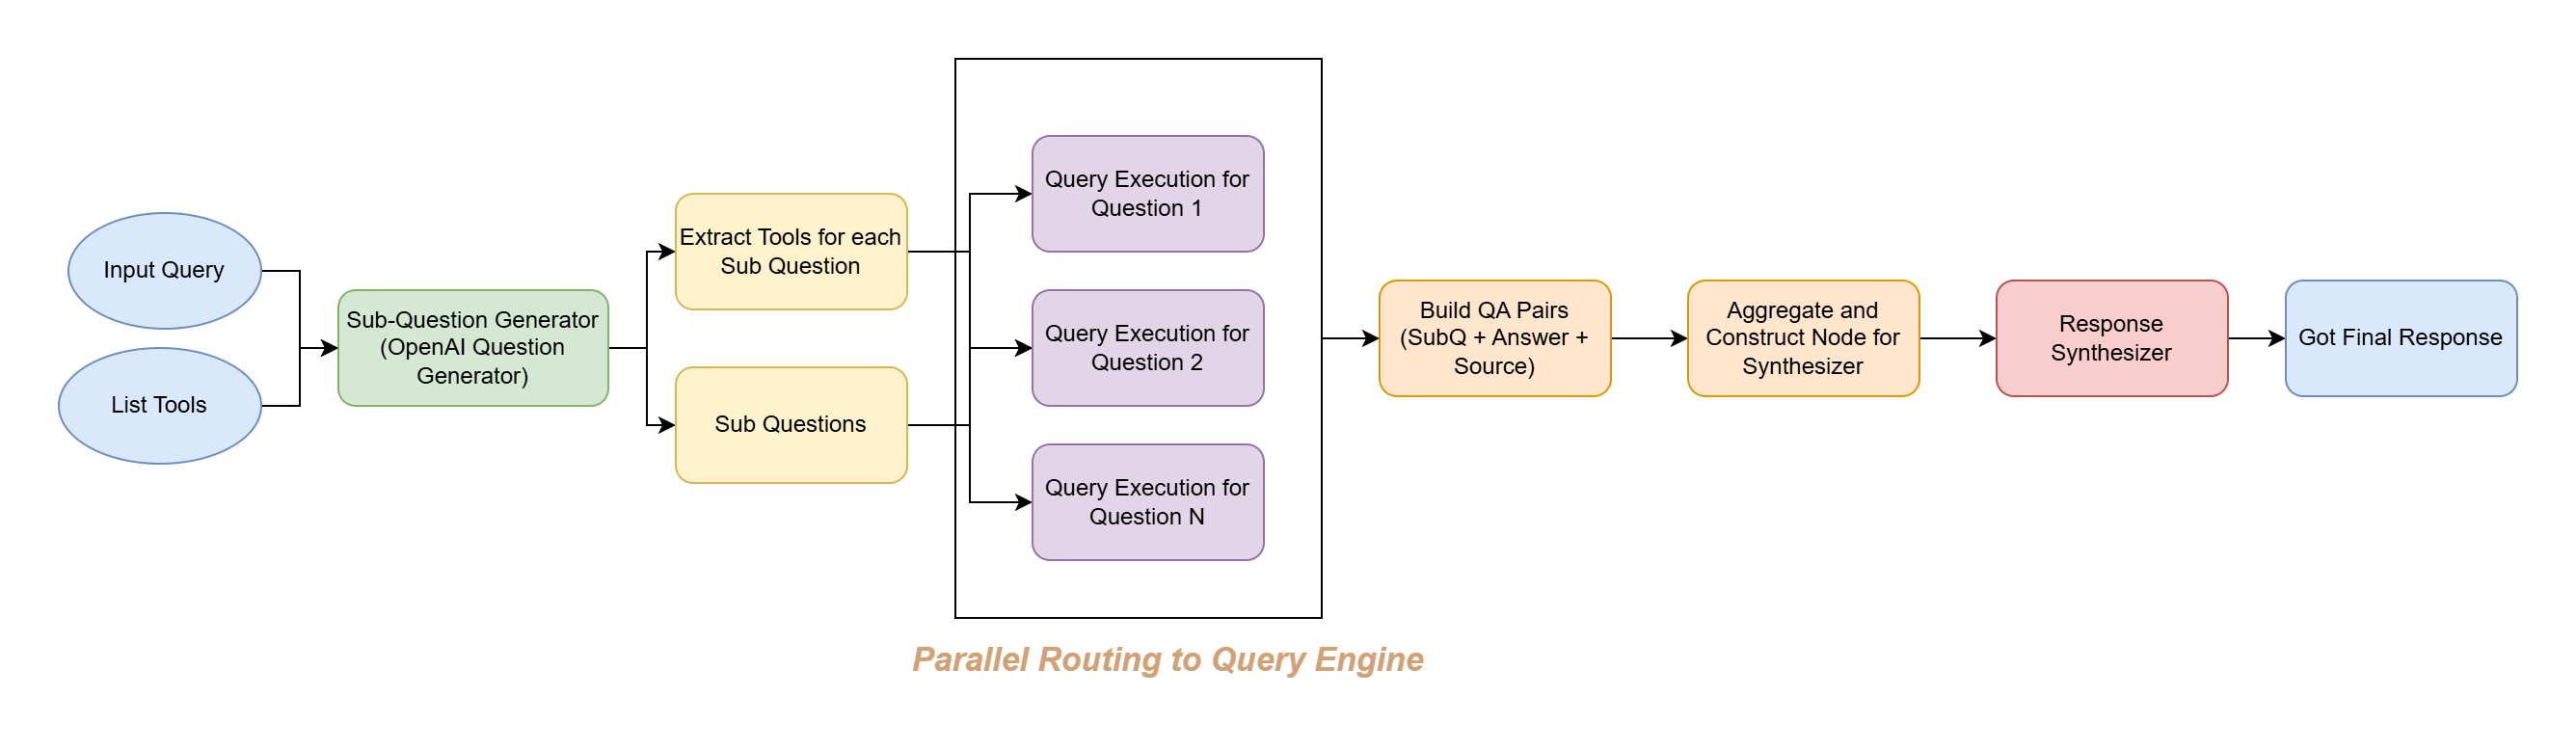 Input Query
List Tools
Sub-Question Generator
(OpenAI Question
Generator)
Extract Tools for each
Sub Question
Sub Questions
Query Execution for
Question 1
Query Execution for
Question 2
Query Execution for
Question N
Parallel Routing to Query Engine
Build QA Pairs
(SubQ + Answer +
Source)
Aggregate and
Construct Node for
Synthesizer
Response
Synthesizer
Got Final Response